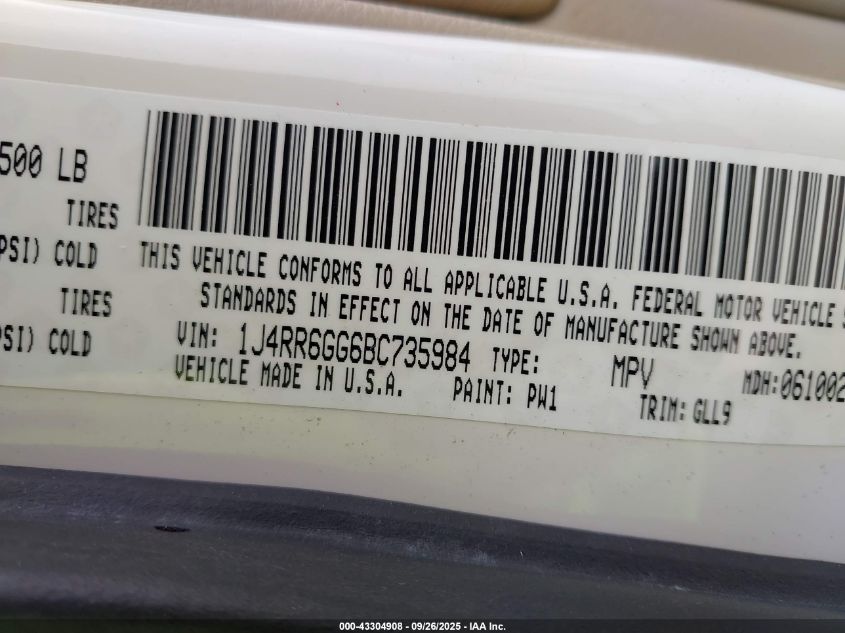 500 LB
TIRES
PSI) COLD
TIRES
SI) COLD
THIS VEHICLE CONFORMS TO ALL APPLICABLE U.S.A. FEDERAL MOTOR VEHICLE S
STANDARDS IN EFFECT ON THE DATE OF MANUFACTURE SHOWN ABOVE.
VIN: 1J4RR6GG6BC735984 TYPE: MPV MDH:061002
VEHICLE MADE IN U.S.A. PAINT: PW1 TRIM: GLL9
000-43304908 - 09/26/2025 - IAA Inc.